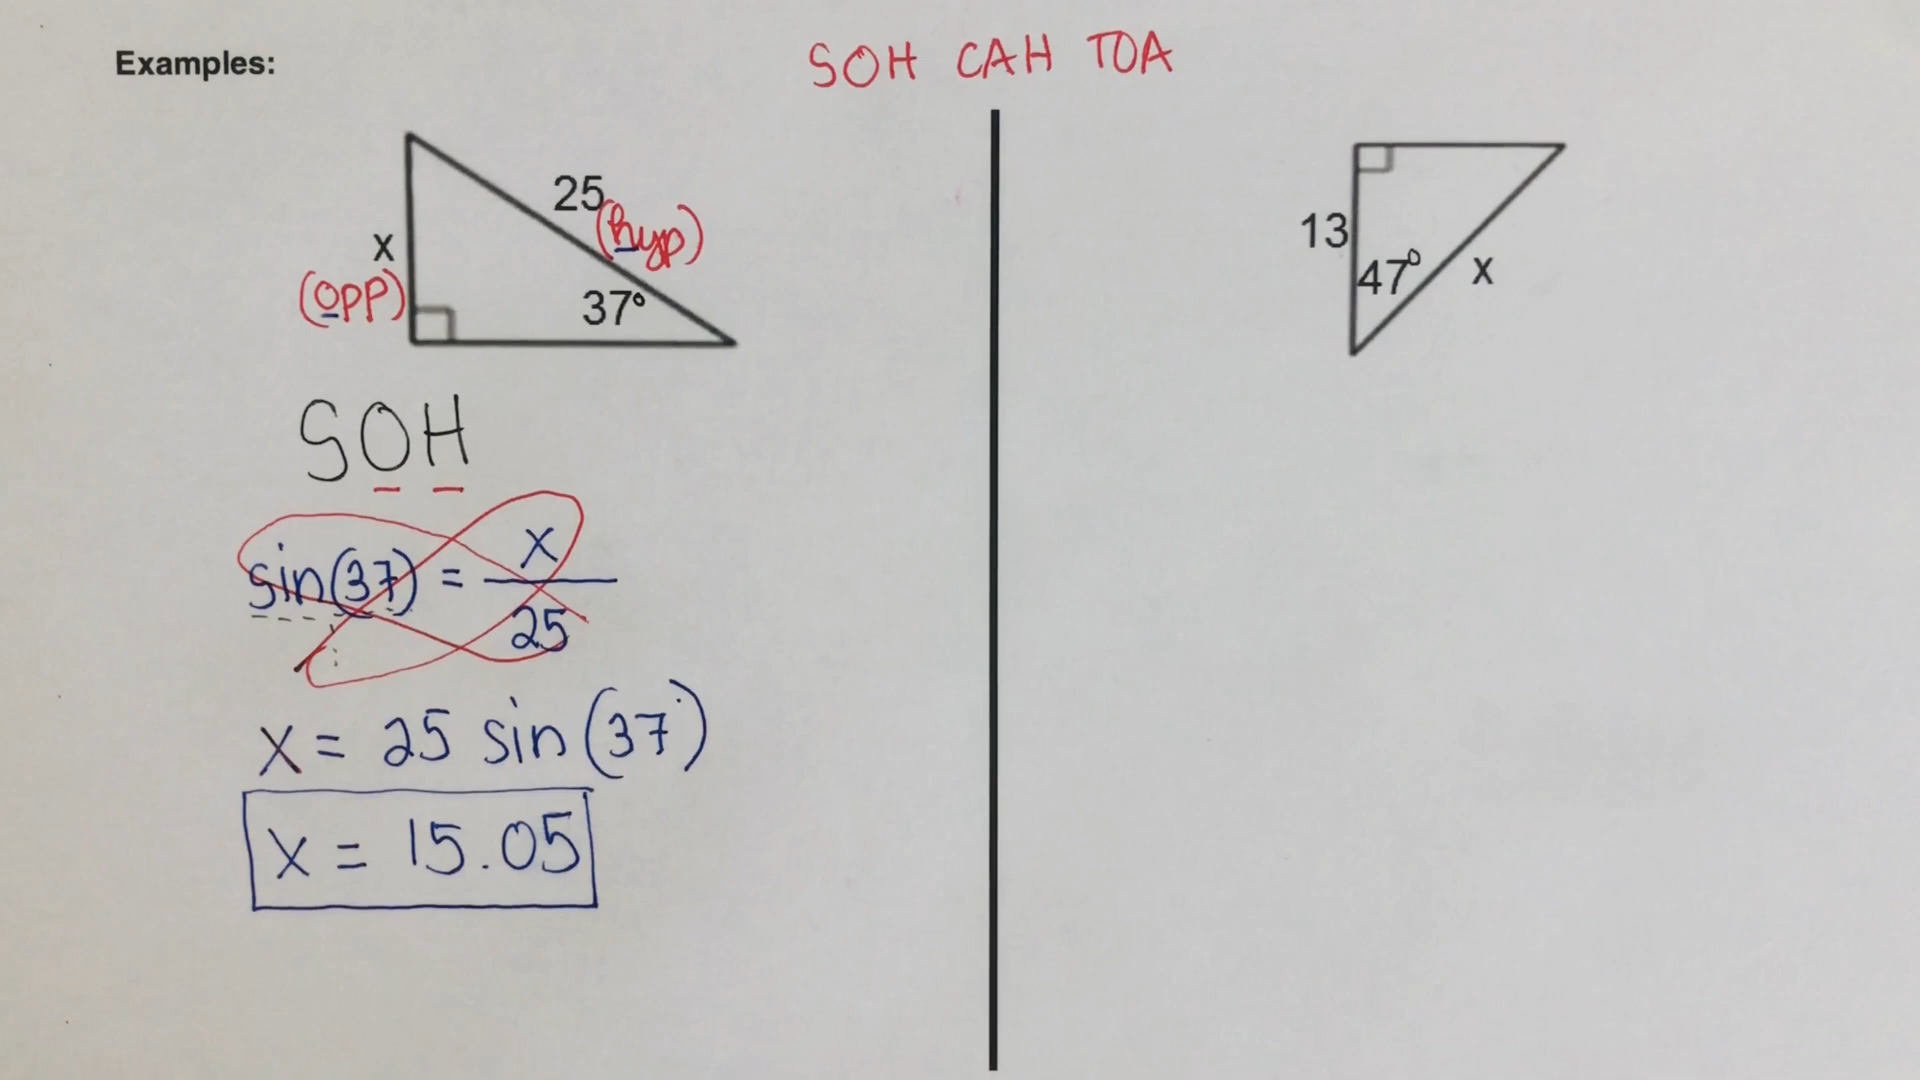 Examples:
SOH CAH TOA
25
(hyp)
x
(opp)
37°
SOH
sin(37) = x
25
x = 25 sin(37)
x = 15.05
13
47°
x